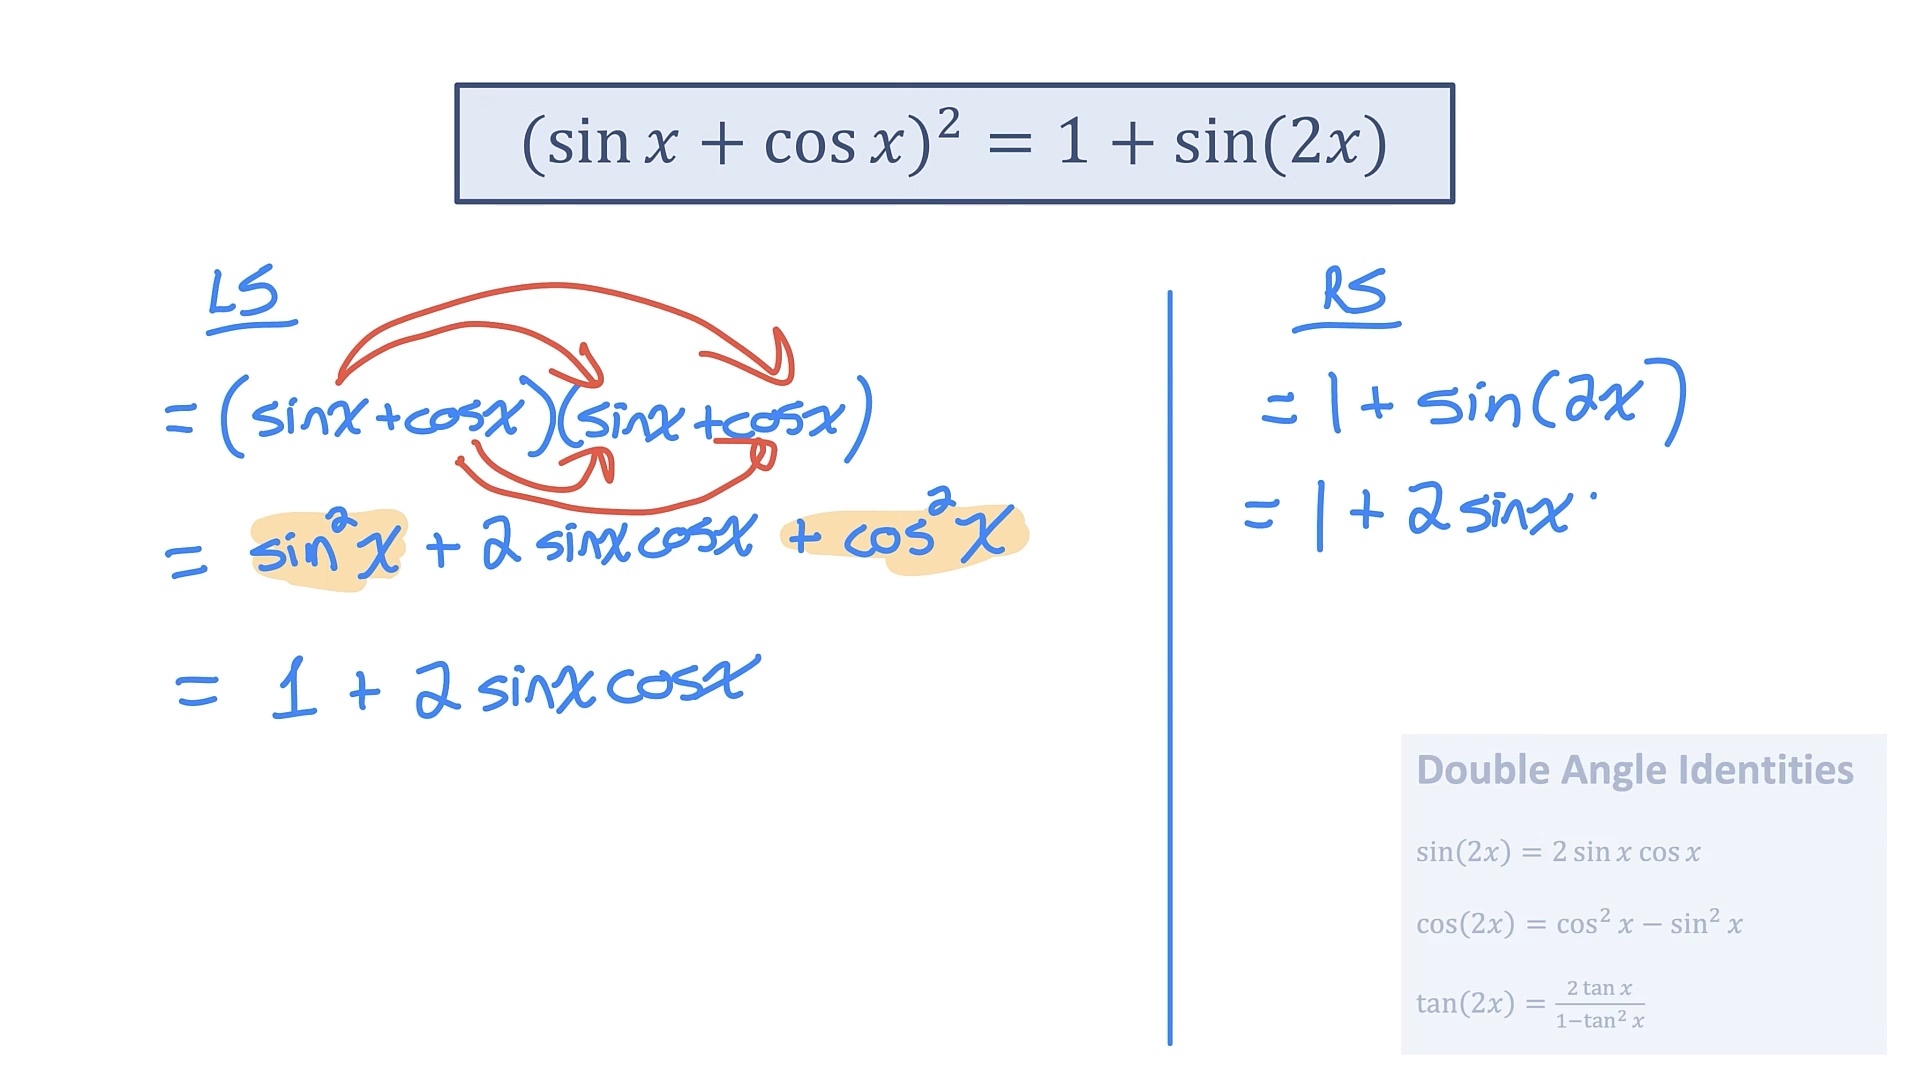 (sin x + cos x)² = 1 + sin(2x)
LS
= (sinx + cosx)(sinx + cosx)
= sin²x + 2 sinx cosx + cos²x
= 1 + 2 sinx cosx
RS
= 1 + sin(2x)
= 1 + 2 sinx
Double Angle Identities
sin(2x) = 2 sin x cos x
cos(2x) = cos² x − sin² x
tan(2x) = 2 tan x / 1−tan² x